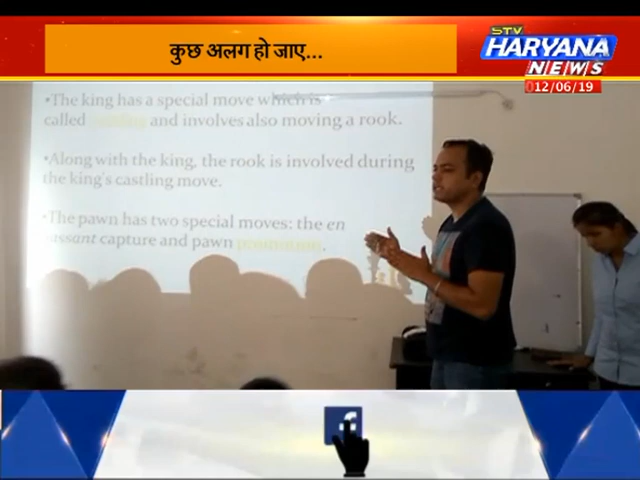 कुछ अलग हो जाए...
STV
HARYANA
NEWS
12/06/19
•The king has a special move which is
called castling and involves also moving a rook.
•Along with the king, the rook is involved during
the king's castling move.
•The pawn has two special moves: the en
passant capture and pawn promotion.
f